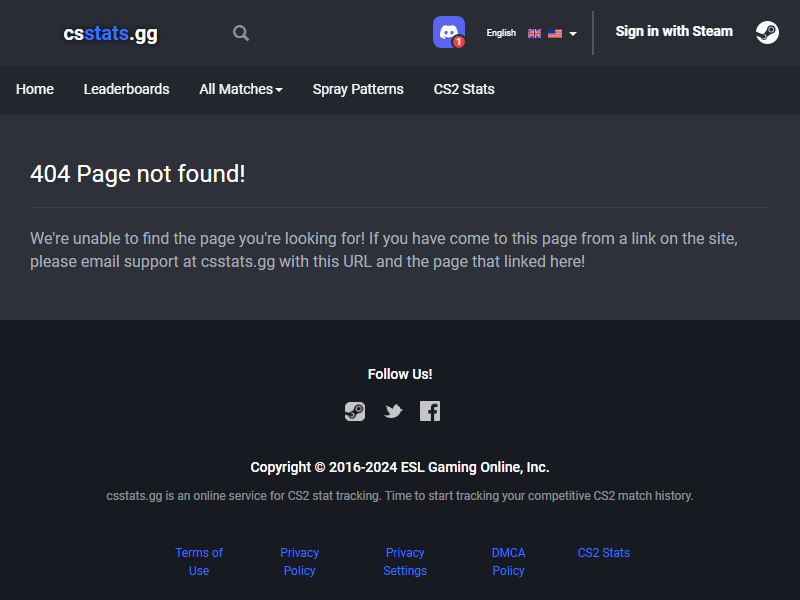 csstats.gg
1
English
Sign in with Steam
Home
Leaderboards
All Matches
Spray Patterns
CS2 Stats
404 Page not found!
We're unable to find the page you're looking for! If you have come to this page from a link on the site,
please email support at csstats.gg with this URL and the page that linked here!
Follow Us!
Copyright © 2016-2024 ESL Gaming Online, Inc.
csstats.gg is an online service for CS2 stat tracking. Time to start tracking your competitive CS2 match history.
Terms of
Use
Privacy
Policy
Privacy
Settings
DMCA
Policy
CS2 Stats